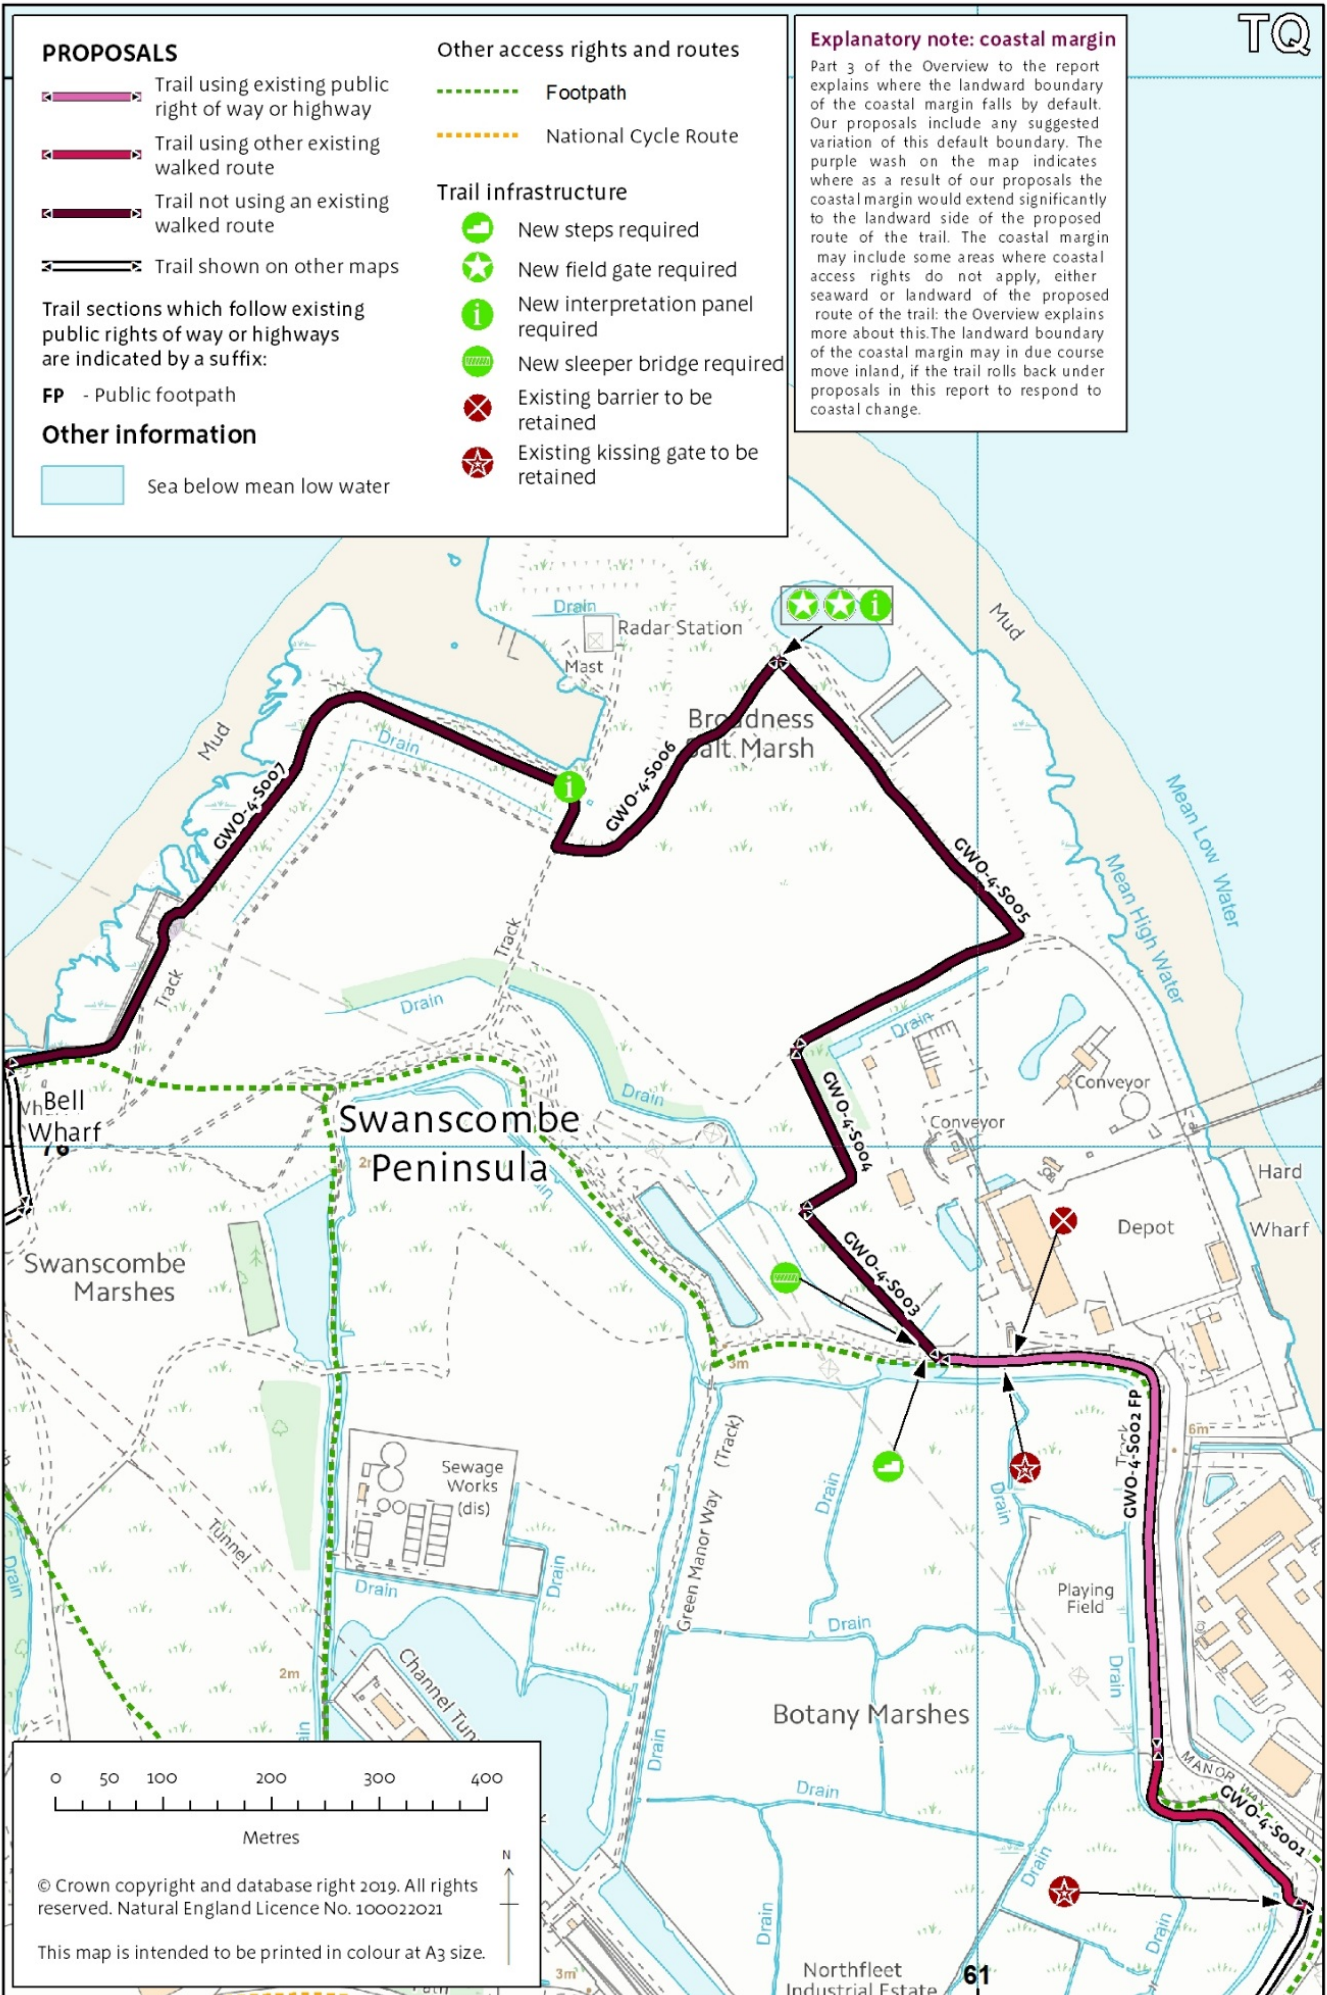 TQ
PROPOSALS
Trail using existing public
right of way or highway
Trail using other existing
walked route
Trail not using an existing
walked route
Trail shown on other maps
Trail sections which follow existing
public rights of way or highways
are indicated by a suffix:
FP - Public footpath
Other information
Sea below mean low water
Other access rights and routes
Footpath
National Cycle Route
Trail infrastructure
New steps required
New field gate required
i
New interpretation panel
required
New sleeper bridge required
Existing barrier to be
retained
Existing kissing gate to be
retained
Explanatory note: coastal margin
Part 3 of the Overview to the report
explains where the landward boundary
of the coastal margin falls by default.
Our proposals include any suggested
variation of this default boundary. The
purple wash on the map indicates
where as a result of our proposals the
coastal margin would extend significantly
to the landward side of the proposed
route of the trail. The coastal margin
may include some areas where coastal
access rights do not apply, either
seaward or landward of the proposed
route of the trail: the Overview explains
more about this.The landward boundary
of the coastal margin may in due course
move inland, if the trail rolls back under
proposals in this report to respond to
coastal change.
Drain
Radar Station
Mast
i
Mud
Broadness
Salt Marsh
Mud
Drain
i
GWO-4-S006
GWO-4-S007
Mean Low Water
Mean High Water
GWO-4-S005
Track
Track
Drain
Drain
Drain
Bell
Wharf
76
Swanscombe
Peninsula
GWO-4-S004
Conveyor
Conveyor
2m
Hard
Wharf
Depot
Swanscombe
Marshes
GWO-4-S003
3m
Sewage
Works
(dis)
Green Manor Way (Track)
Drain
Drain
Track
GWO-4-S002 FP
6m
Tunnel
Drain
Drain
Drain
Playing
Field
Drain
Drain
2m
Channel Tun
Botany Marshes
Drain
Drain
MANOR WAY
GWO-4-S001
Drain
Drain
Drain
0 50 100 200 300 400
Metres
N
© Crown copyright and database right 2019. All rights
reserved. Natural England Licence No. 100022021
This map is intended to be printed in colour at A3 size.
3m
Northfleet
Industrial Estate
61